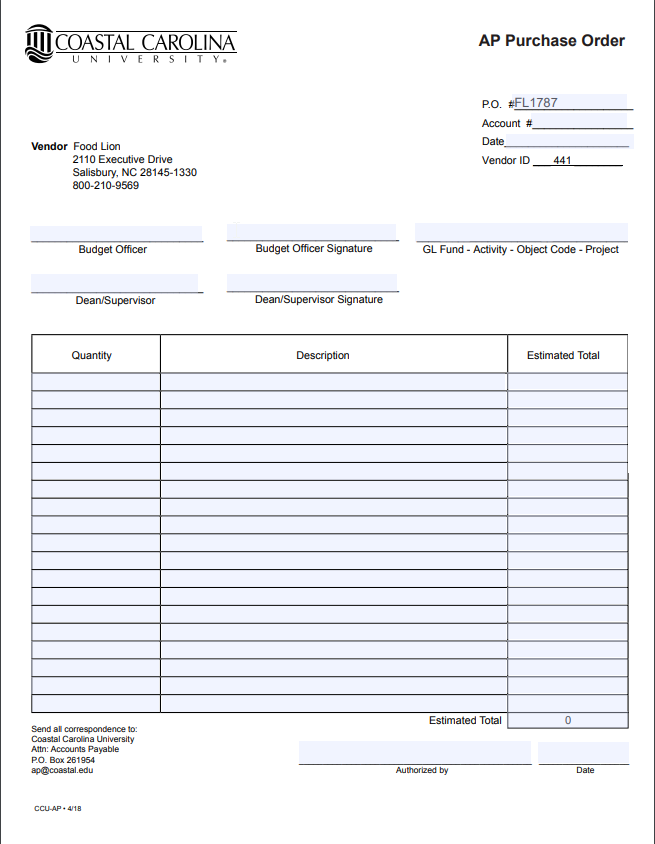 COASTAL CAROLINA
UNIVERSITY®
AP Purchase Order
P.O. #FL1787
Account #
Date
Vendor ID 441
Vendor Food Lion
2110 Executive Drive
Salisbury, NC 28145-1330
800-210-9569
Budget Officer
Budget Officer Signature
GL Fund - Activity - Object Code - Project
Dean/Supervisor
Dean/Supervisor Signature
Quantity
Description
Estimated Total
Estimated Total 0
Send all correspondence to:
Coastal Carolina University
Attn: Accounts Payable
P.O. Box 261954
ap@coastal.edu
Authorized by
Date
CCU-AP • 4/18